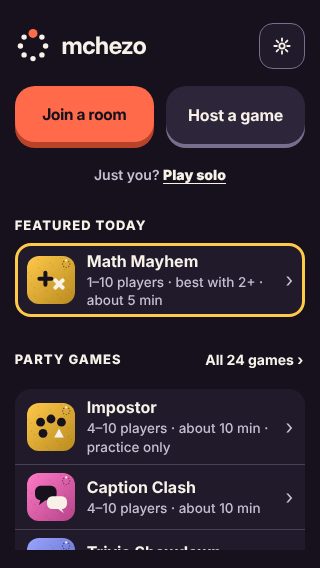 mchezo
Join a room
Host a game
Just you? Play solo
FEATURED TODAY
Math Mayhem
1–10 players · best with 2+ ·
about 5 min
PARTY GAMES
All 24 games ›
Impostor
4–10 players · about 10 min ·
practice only
Caption Clash
4–10 players · about 10 min
Trivia Showdown